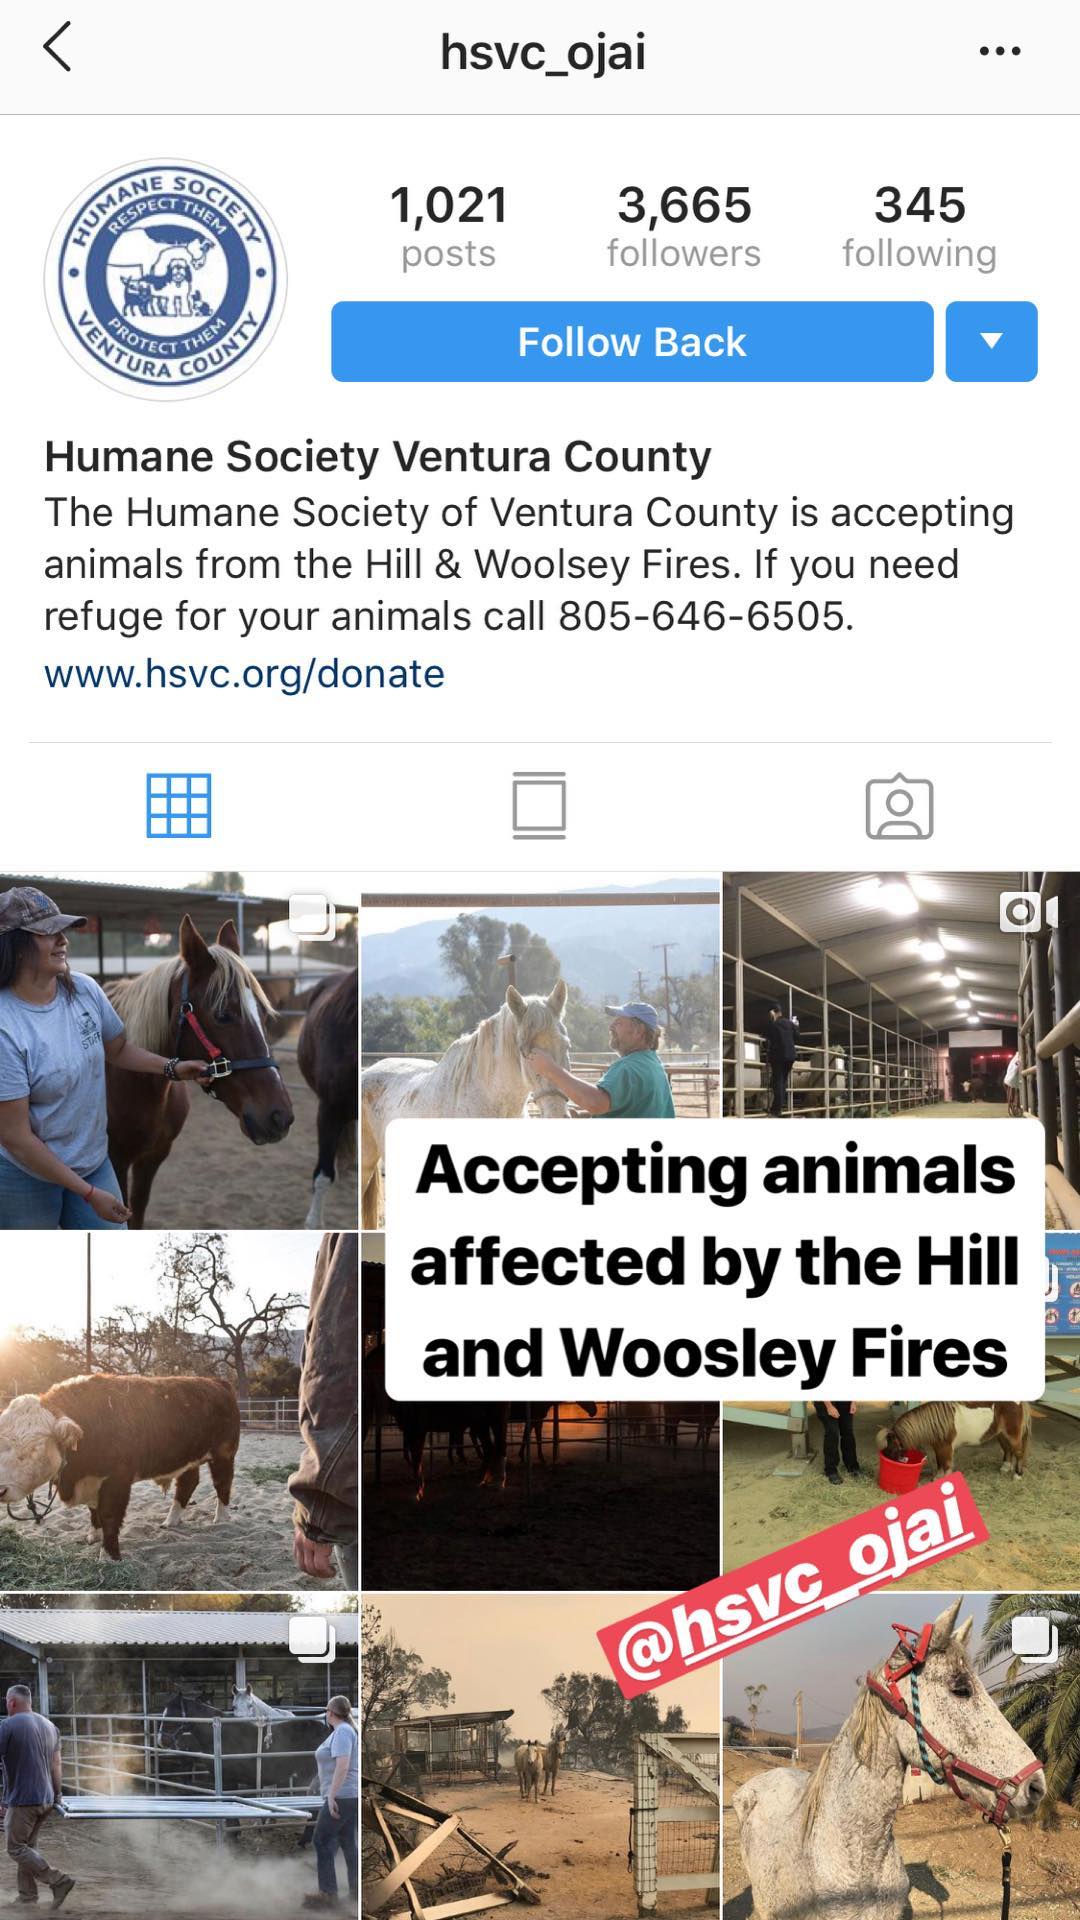 hsvc_ojai
HUMANE SOCIETY
RESPECT THEM
PROTECT THEM
VENTURA COUNTY
1,021
posts
3,665
followers
345
following
Follow Back
Humane Society Ventura County
The Humane Society of Ventura County is accepting
animals from the Hill & Woolsey Fires. If you need
refuge for your animals call 805-646-6505.
www.hsvc.org/donate
STAFF
Accepting animals
affected by the Hill
and Woosley Fires
@hsvc_ojai